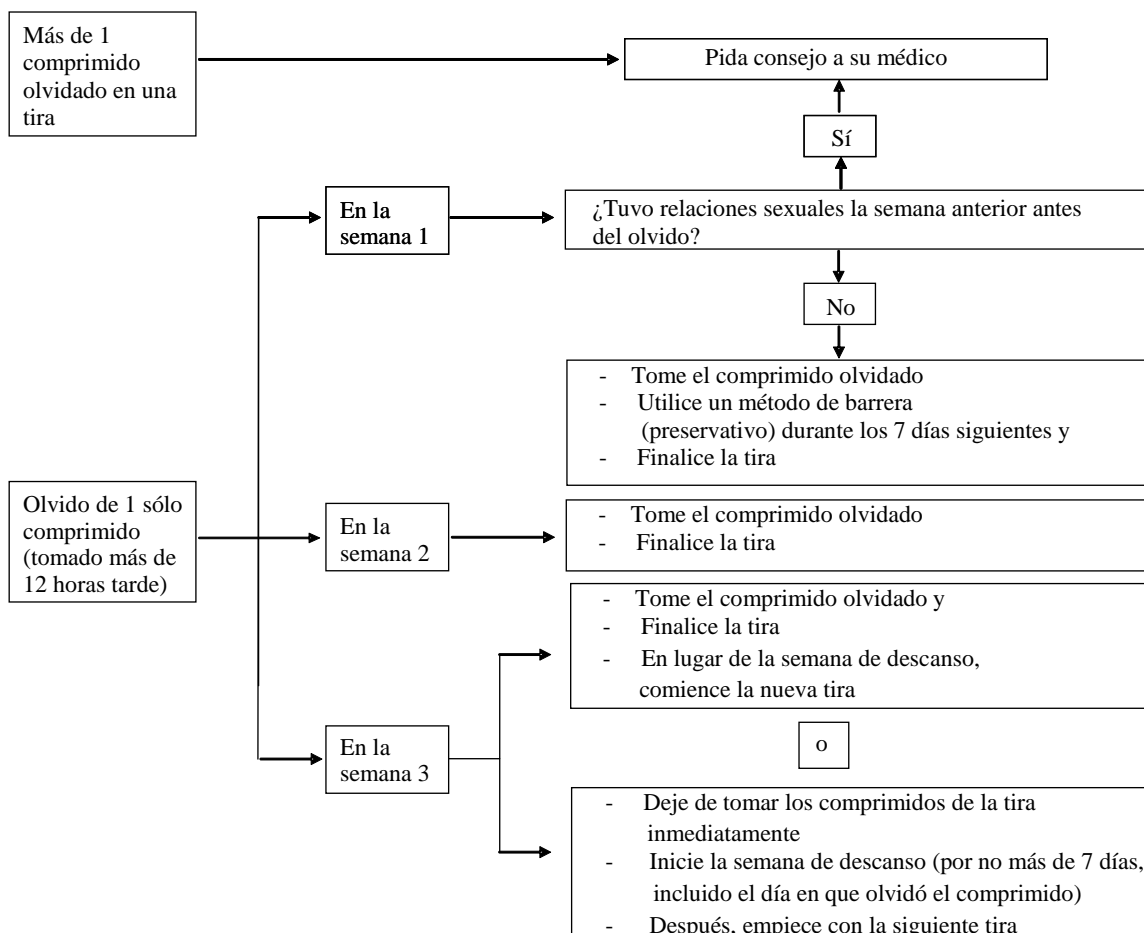 Más de 1
comprimido
olvidado en una
tira
Pida consejo a su médico
Sí
En la
semana 1
¿Tuvo relaciones sexuales la semana anterior antes
del olvido?
No
- Tome el comprimido olvidado
- Utilice un método de barrera
(preservativo) durante los 7 días siguientes y
- Finalice la tira
Olvido de 1 sólo
comprimido
(tomado más de
12 horas tarde)
En la
semana 2
- Tome el comprimido olvidado
- Finalice la tira
- Tome el comprimido olvidado y
- Finalice la tira
- En lugar de la semana de descanso,
comience la nueva tira
En la
semana 3
o
- Deje de tomar los comprimidos de la tira
inmediatamente
- Inicie la semana de descanso (por no más de 7 días,
incluido el día en que olvidó el comprimido)
- Después, empiece con la siguiente tira